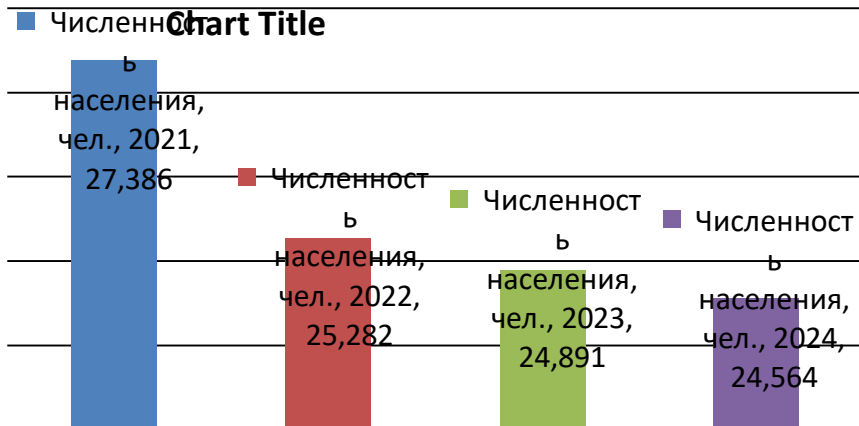 Chart Title
Численност
ь
населения,
чел., 2021,
27,386
Численност
ь
населения,
чел., 2022,
25,282
Численност
ь
населения,
чел., 2023,
24,891
Численност
ь
населения,
чел., 2024,
24,564